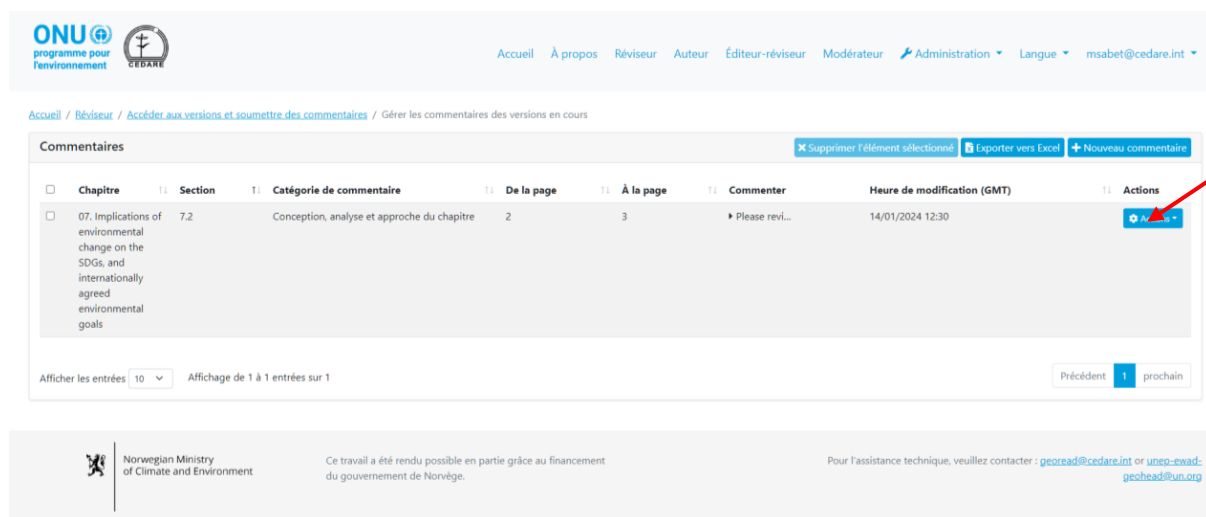 ONU
programme pour
l'environnement
CEDARE
Accueil À propos Réviseur Auteur Éditeur-réviseur Modérateur Administration Langue msabet@cedare.int
Accueil / Réviseur / Accéder aux versions et soumettre des commentaires / Gérer les commentaires des versions en cours
Commentaires
Supprimer l'élément sélectionné Exporter vers Excel Nouveau commentaire
Chapitre Section Catégorie de commentaire De la page À la page Commenter Heure de modification (GMT) Actions
07. Implications of 7.2 Conception, analyse et approche du chapitre 2 3 Please revi... 14/01/2024 12:30
environmental
change on the
SDGs, and
internationally
agreed
environmental
goals
Afficher les entrées 10 Affichage de 1 à 1 entrées sur 1 Précédent 1 prochain
Norwegian Ministry
of Climate and Environment
Ce travail a été rendu possible en partie grâce au financement
du gouvernement de Norvège.
Pour l'assistance technique, veuillez contacter : georead@cedare.int or unep-ewad-
geohead@un.org